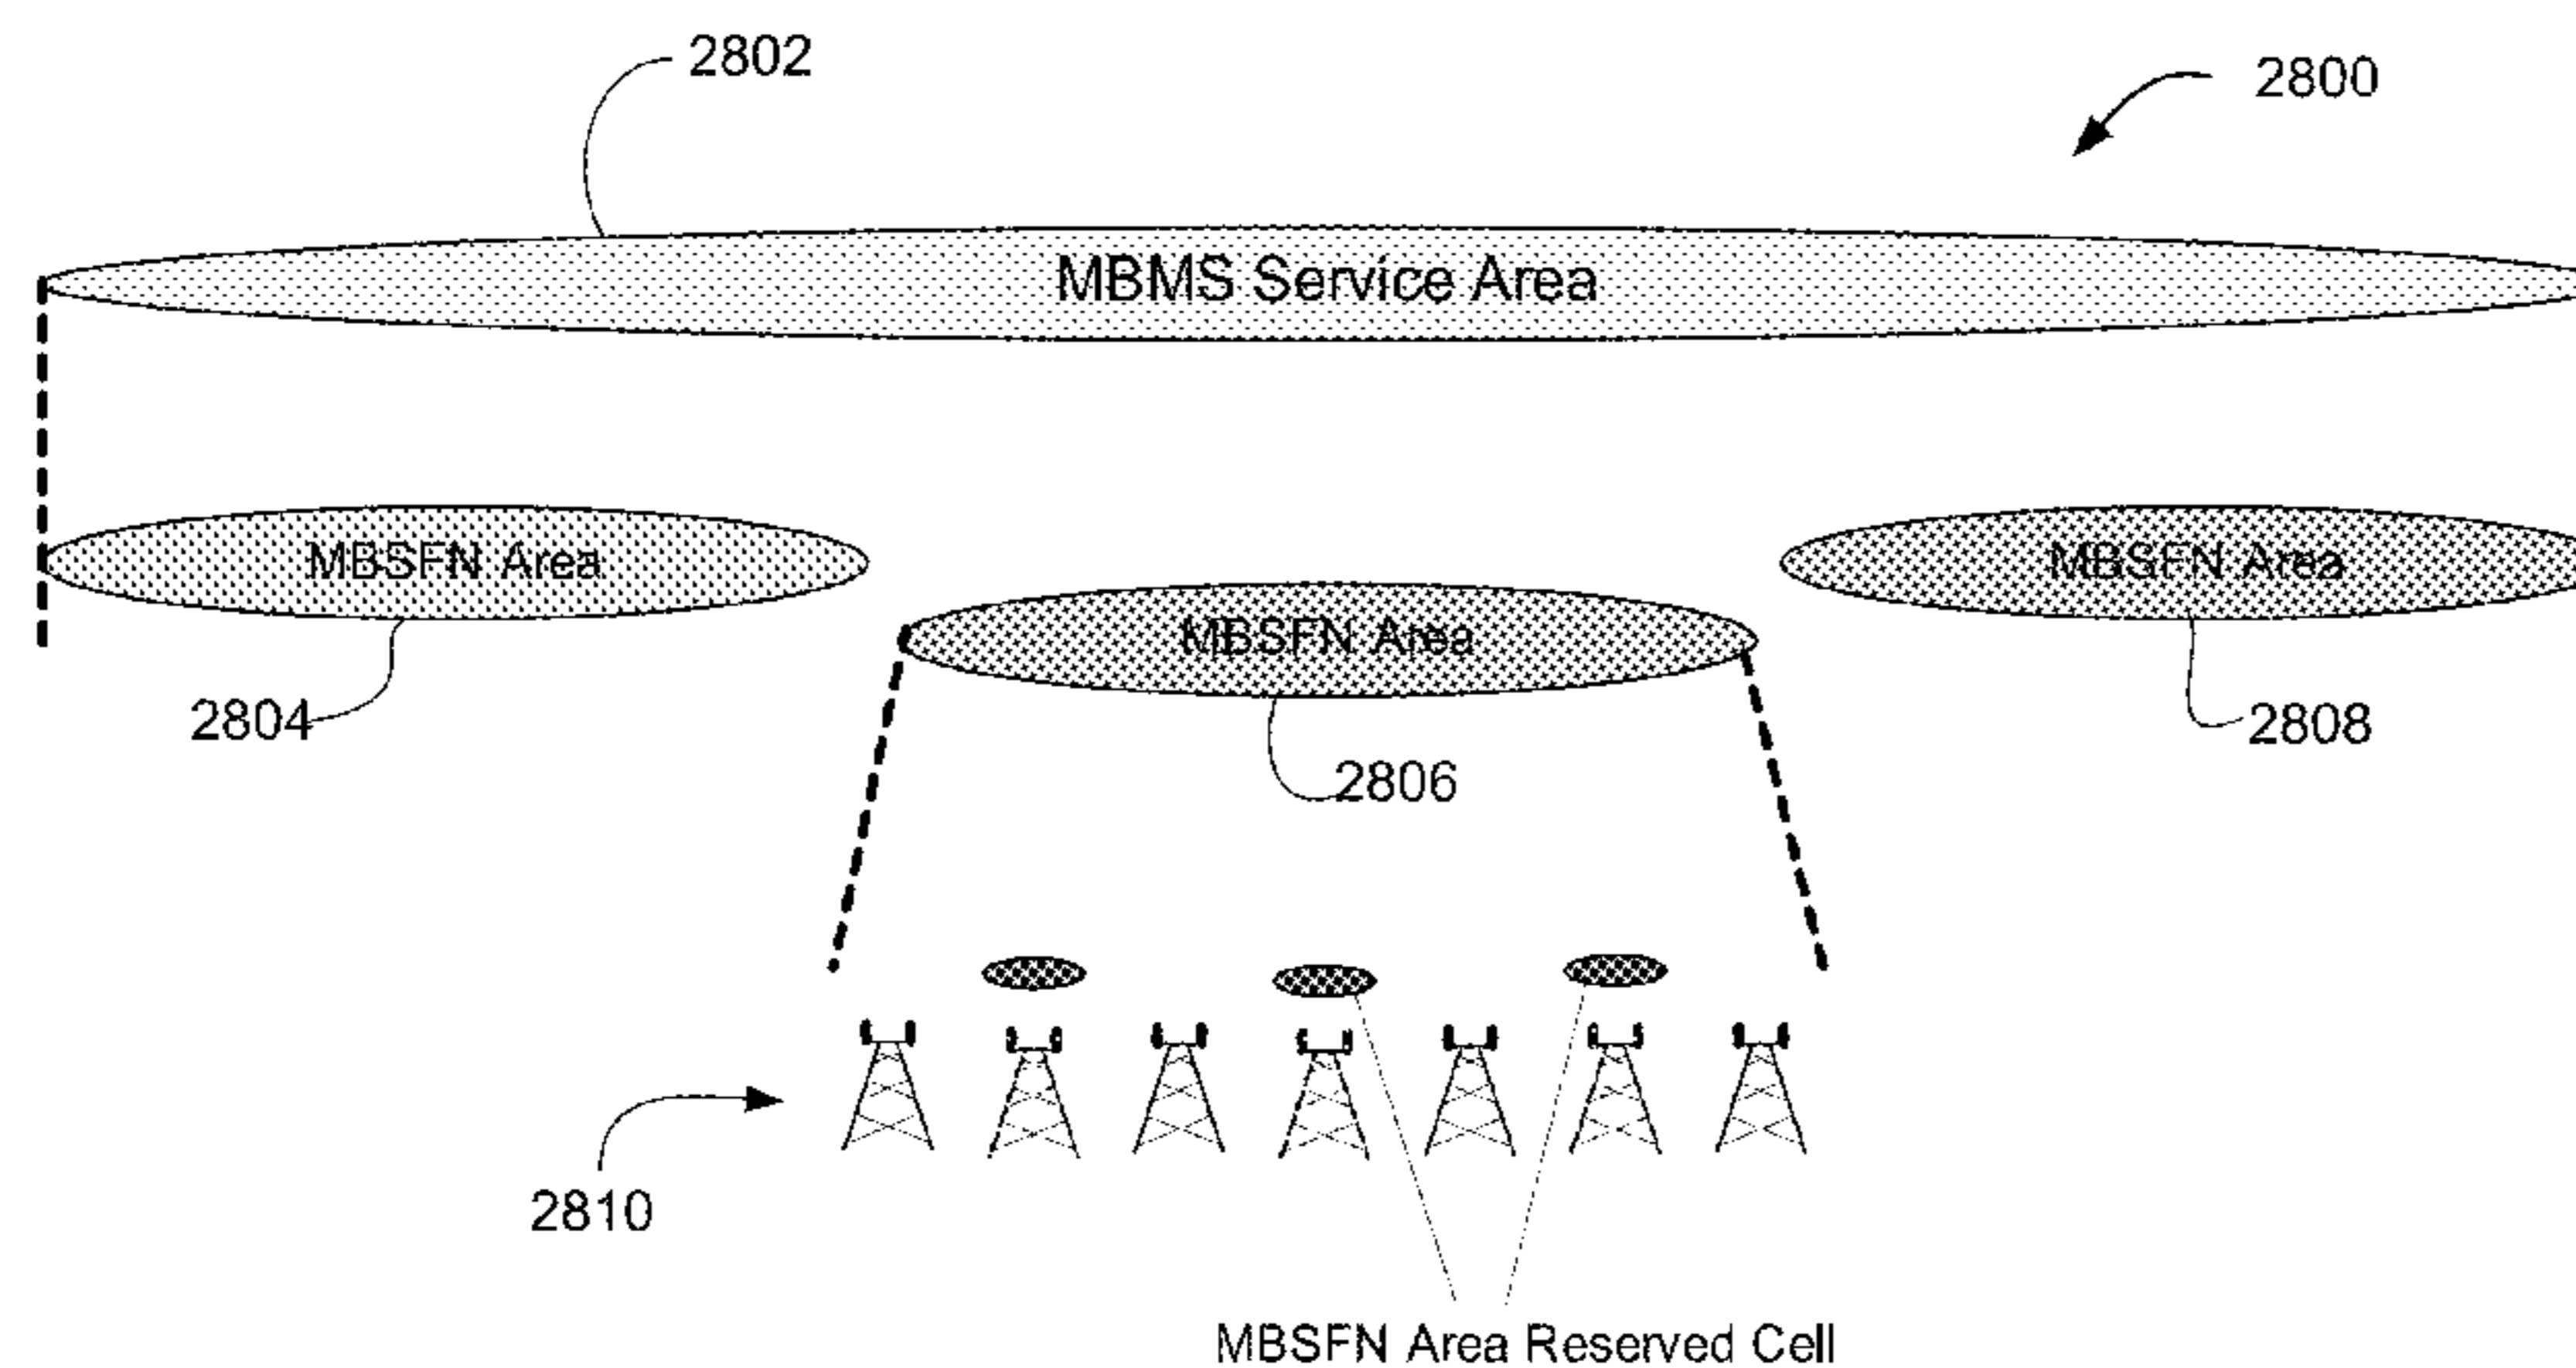 2802
2800
MBMS Service Area
MBSFN Area
MBSFN Area
MBSFN Area
2804
2808
2806
2810
MBSFN Area Reserved Cell